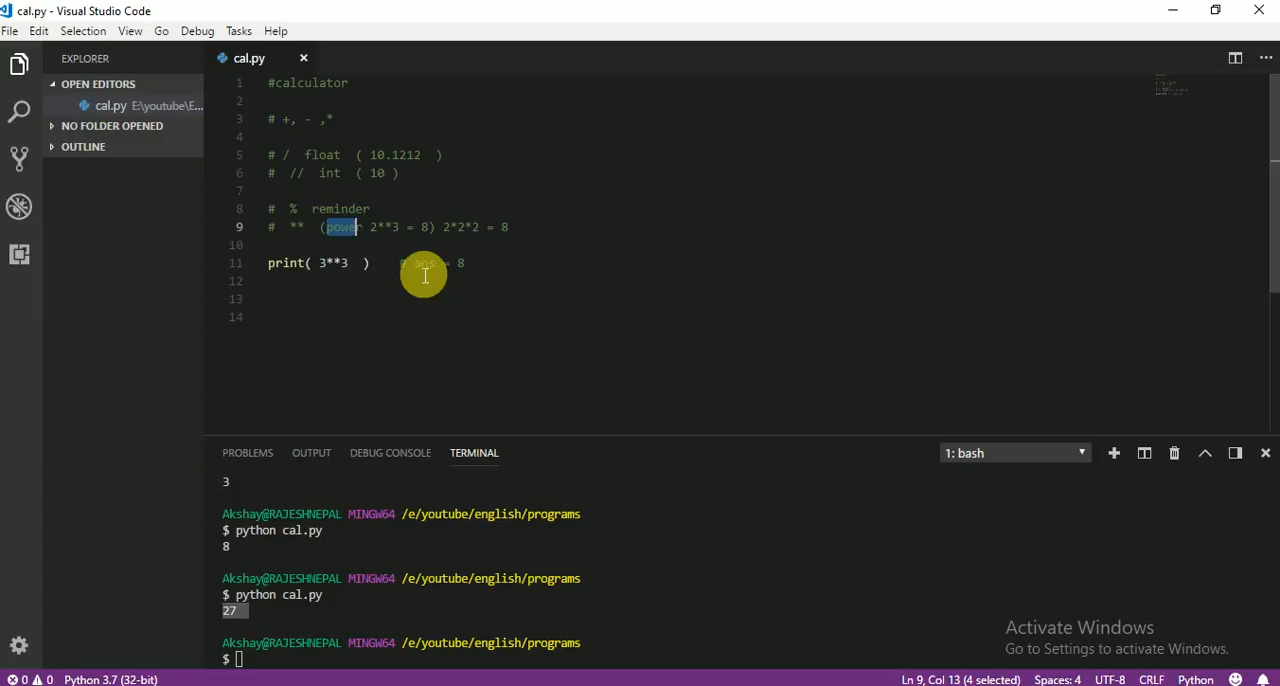 cal.py - Visual Studio Code
File Edit Selection View Go Debug Tasks Help
EXPLORER
OPEN EDITORS
cal.py E:\youtube\E...
NO FOLDER OPENED
OUTLINE
cal.py
1 #calculator
2
3 # +, - ,*
4
5 # / float ( 10.1212 )
6 # // int ( 10 )
7
8 # % reminder
9 # ** (power 2**3 = 8) 2*2*2 = 8
10
11 print( 3**3 ) # ans = 8
12
13
14
PROBLEMS OUTPUT DEBUG CONSOLE TERMINAL 1: bash
3
Akshay@RAJESHNEPAL MINGW64 /e/youtube/english/programs
$ python cal.py
8
Akshay@RAJESHNEPAL MINGW64 /e/youtube/english/programs
$ python cal.py
27
Akshay@RAJESHNEPAL MINGW64 /e/youtube/english/programs
$
Activate Windows
Go to Settings to activate Windows.
0 0 Python 3.7 (32-bit) Ln 9, Col 13 (4 selected) Spaces: 4 UTF-8 CRLF Python